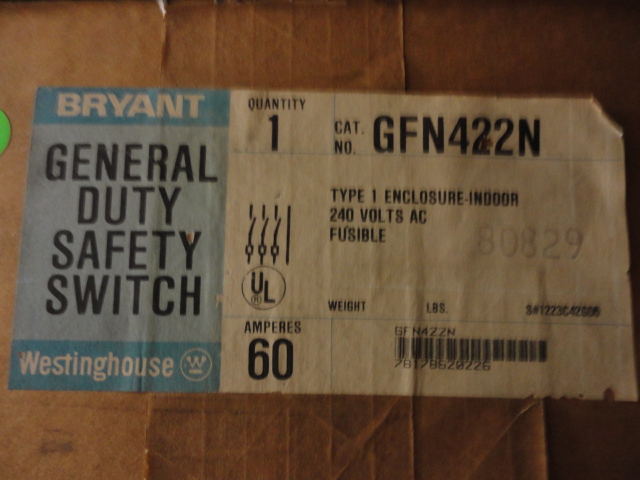 BRYANT
GENERAL
DUTY
SAFETY
SWITCH
Westinghouse W
QUANTITY
1
UL
®
AMPERES
60
CAT.
NO. GFN422N
TYPE 1 ENCLOSURE-INDOOR
240 VOLTS AC
FUSIBLE
80829
WEIGHT LBS.
GFN422N
78178620226